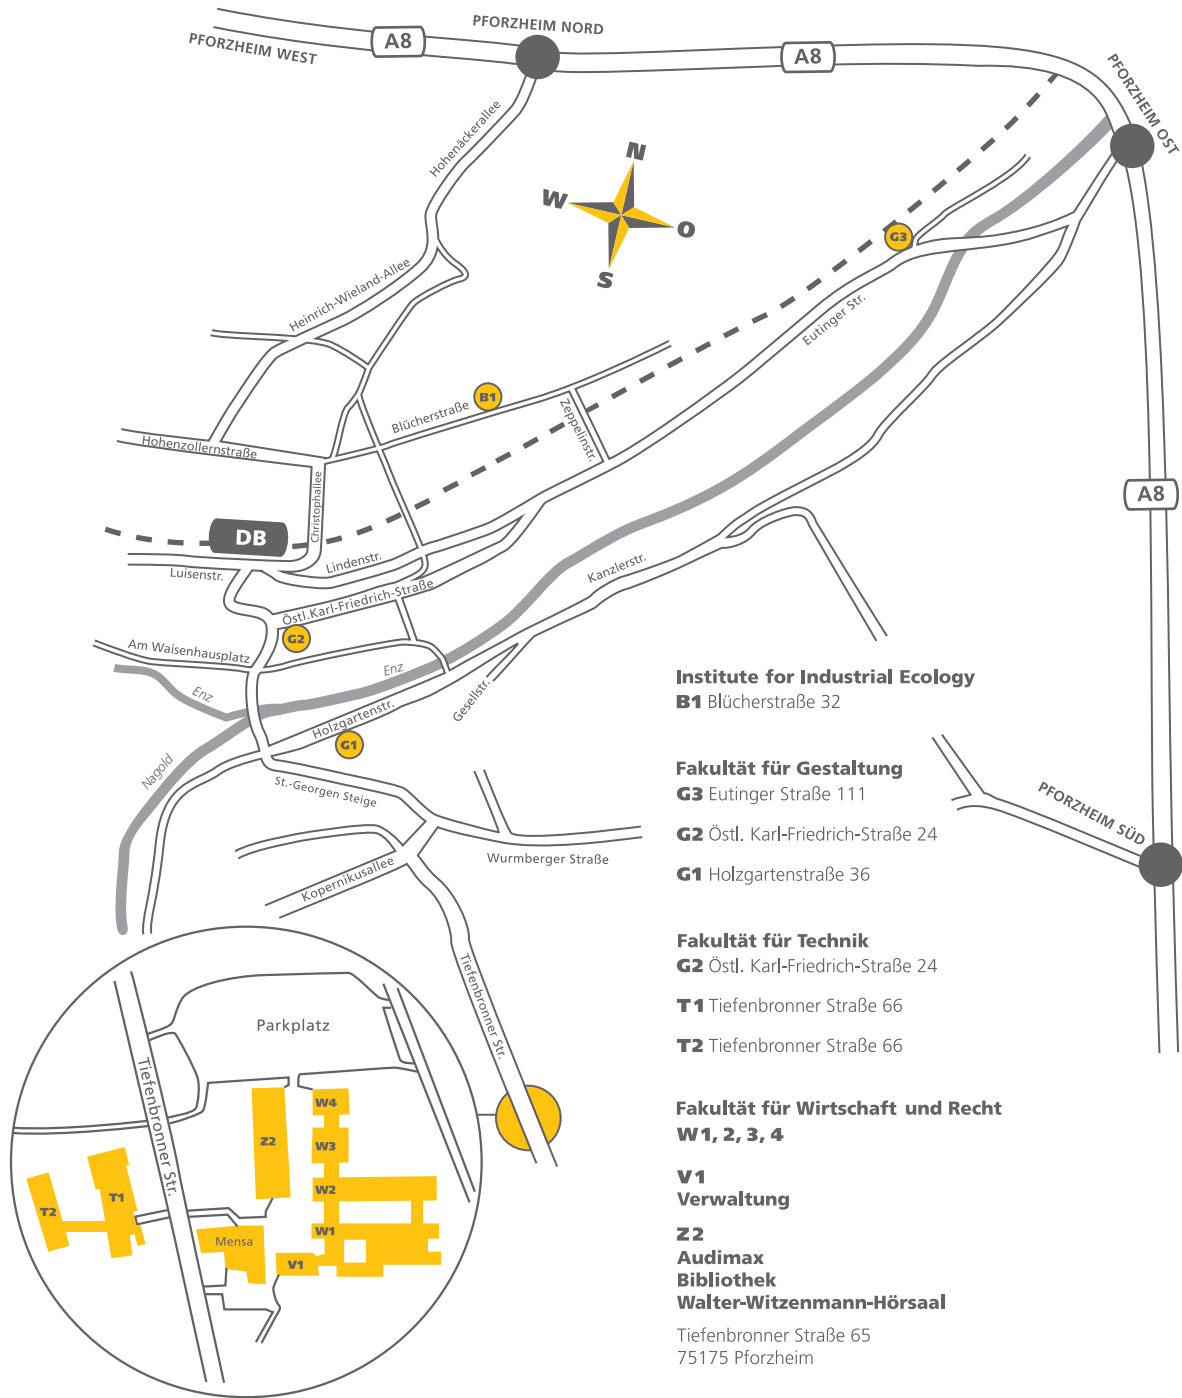 PFORZHEIM NORD
A8
PFORZHEIM WEST
A8
PFORZHEIM OST
Hohenäckerallee
N
W
O
S
G3
Heinrich-Wieland-Allee
Eutinger Str.
B1
Blücherstraße
Zeppelinstr.
Hohenzollernstraße
Christophallee
A8
DB
Lindenstr.
Luisenstr.
Kanzlerstr.
Östl.Karl-Friedrich-Straße
G2
Am Waisenhausplatz
Enz
Enz
Gesellstr.
Holzgartenstr.
G1
Nagold
St.-Georgen Steige
Wurmberger Straße
Kopernikusallee
PFORZHEIM SÜD
Tiefenbronner Str.
Institute for Industrial Ecology
B1 Blücherstraße 32
Fakultät für Gestaltung
G3 Eutinger Straße 111
G2 Östl. Karl-Friedrich-Straße 24
G1 Holzgartenstraße 36
Fakultät für Technik
G2 Östl. Karl-Friedrich-Straße 24
T1 Tiefenbronner Straße 66
T2 Tiefenbronner Straße 66
Fakultät für Wirtschaft und Recht
W1, 2, 3, 4
V1
Verwaltung
Z2
Audimax
Bibliothek
Walter-Witzenmann-Hörsaal
Tiefenbronner Straße 65
75175 Pforzheim
Parkplatz
Tiefenbronner Str.
W4
Z2
W3
W2
T1
T2
W1
Mensa
V1